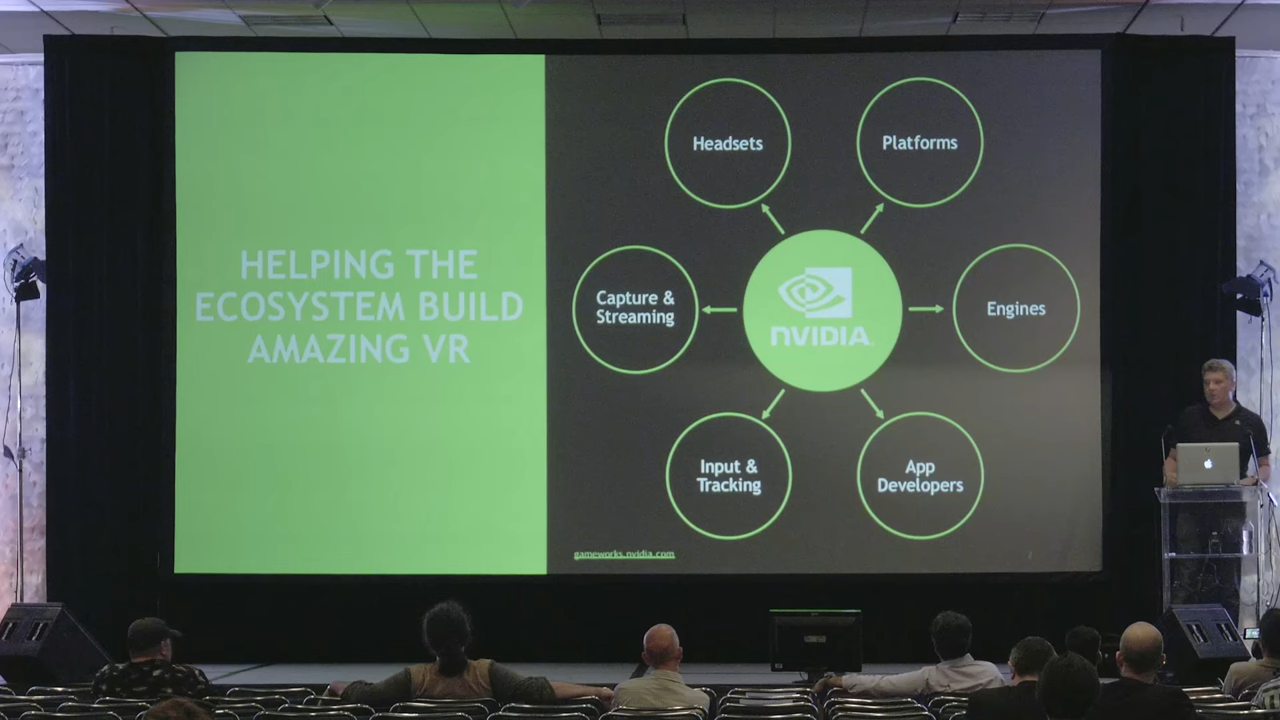 HELPING THE
ECOSYSTEM BUILD
AMAZING VR
Headsets
Platforms
Capture &
Streaming
NVIDIA
Engines
Input &
Tracking
App
Developers
gameworks.nvidia.com